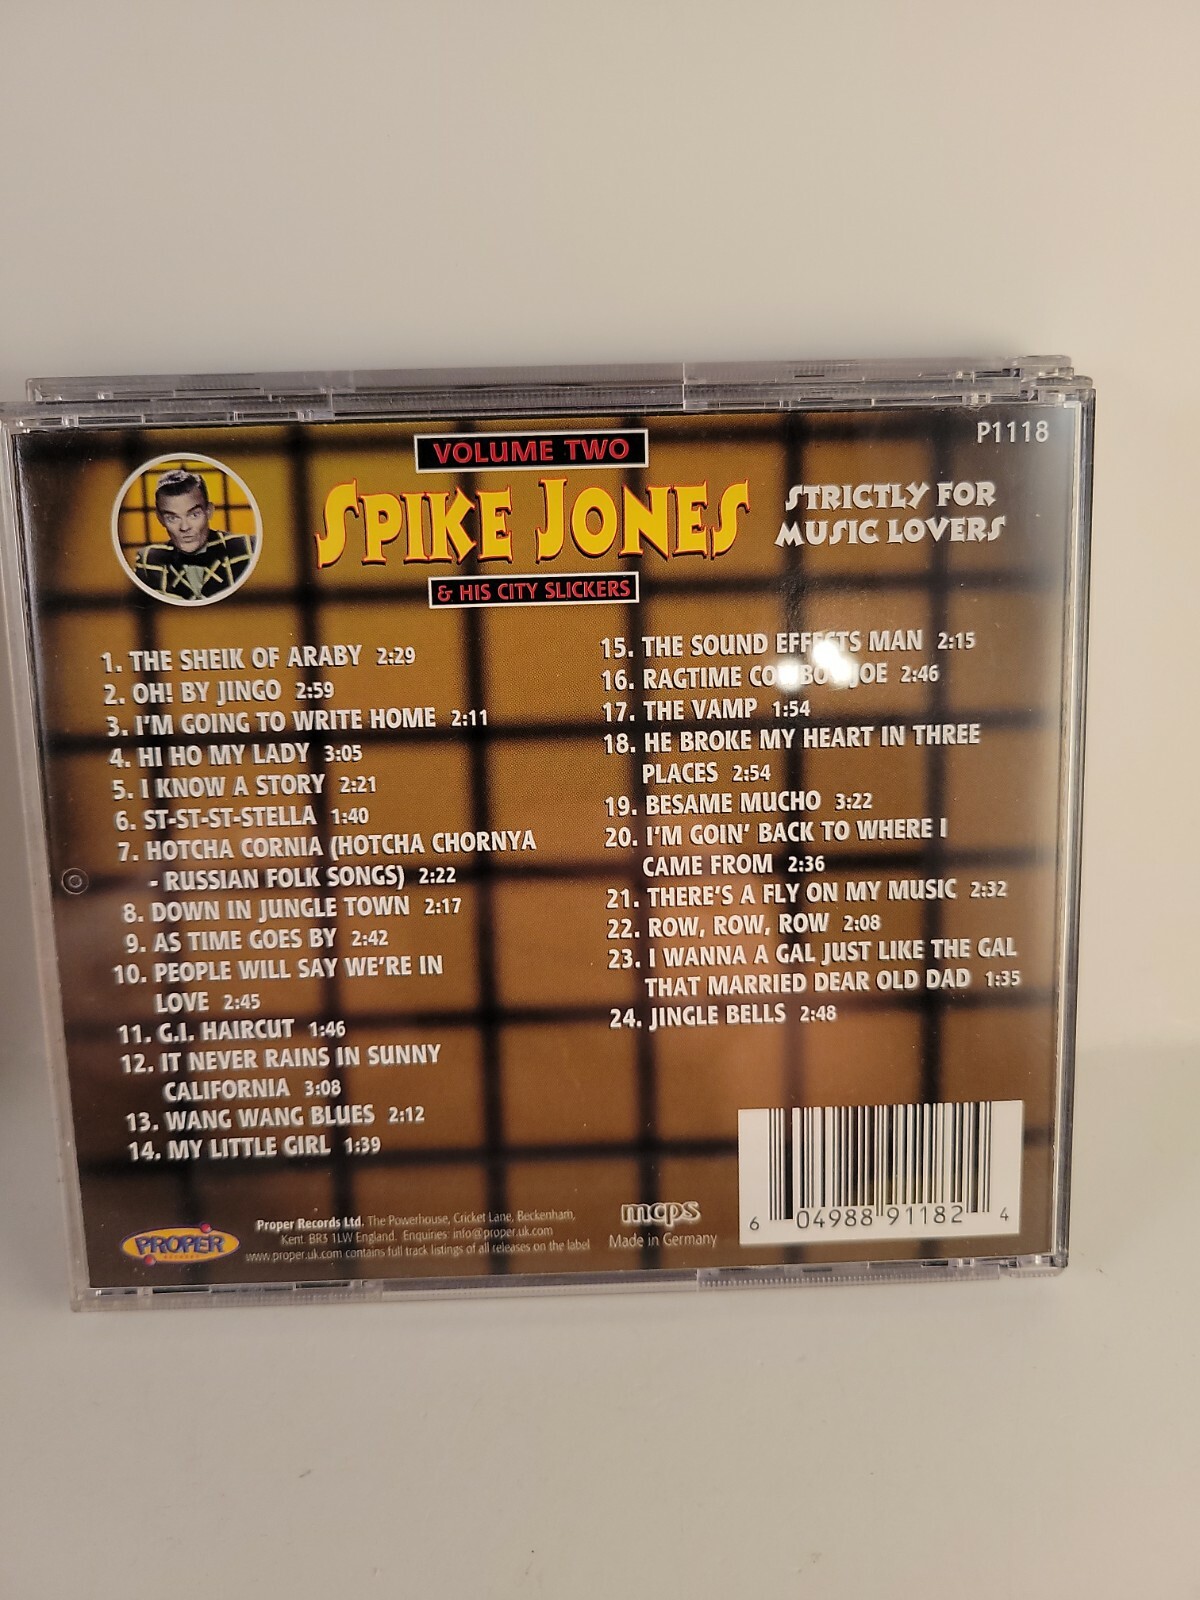 VOLUME TWO
P1118
SPIKE JONES
STRICTLY FOR
MUSIC LOVERS
& HIS CITY SLICKERS
1. THE SHEIK OF ARABY 2:29
2. OH! BY JINGO 2:59
3. I'M GOING TO WRITE HOME 2:11
4. HI HO MY LADY 3:05
5. I KNOW A STORY 2:21
6. ST-ST-ST-STELLA 1:40
7. HOTCHA CORNIA (HOTCHA CHORNYA
- RUSSIAN FOLK SONGS) 2:22
8. DOWN IN JUNGLE TOWN 2:17
9. AS TIME GOES BY 2:42
10. PEOPLE WILL SAY WE'RE IN
LOVE 2:45
11. G.I. HAIRCUT 1:46
12. IT NEVER RAINS IN SUNNY
CALIFORNIA 3:08
13. WANG WANG BLUES 2:12
14. MY LITTLE GIRL 1:39
15. THE SOUND EFFECTS MAN 2:15
16. RAGTIME COWBOY JOE 2:46
17. THE VAMP 1:54
18. HE BROKE MY HEART IN THREE
PLACES 2:54
19. BESAME MUCHO 3:22
20. I'M GOIN' BACK TO WHERE I
CAME FROM 2:36
21. THERE'S A FLY ON MY MUSIC 2:32
22. ROW, ROW, ROW 2:08
23. I WANNA A GAL JUST LIKE THE GAL
THAT MARRIED DEAR OLD DAD 1:35
24. JINGLE BELLS 2:48
PROPER
RECORDS
Proper Records Ltd. The Powerhouse, Cricket Lane, Beckenham,
Kent. BR3 1LW England. Enquiries: info@proper.uk.com
www.proper.uk.com contains full track listings of all releases on the label
mcps
Made in Germany
6 04988 91182 4